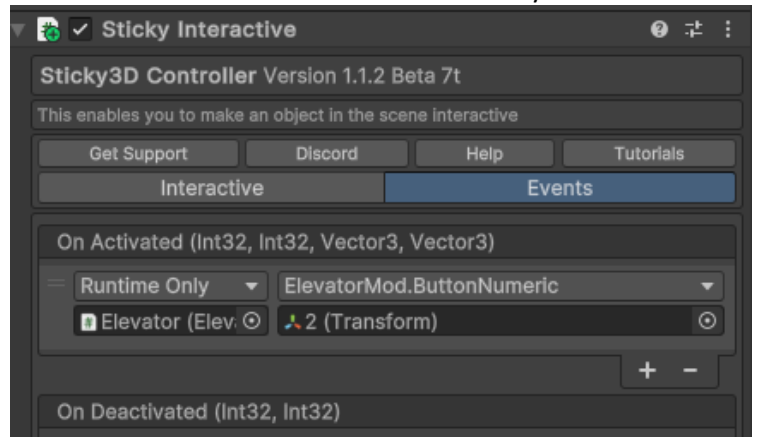 Sticky Interactive
Sticky3D Controller Version 1.1.2 Beta 7t
This enables you to make an object in the scene interactive
Get Support Discord Help Tutorials
Interactive Events
On Activated (Int32, Int32, Vector3, Vector3)
Runtime Only ElevatorMod.ButtonNumeric
Elevator (Elev 2 (Transform)
+ -
On Deactivated (Int32, Int32)